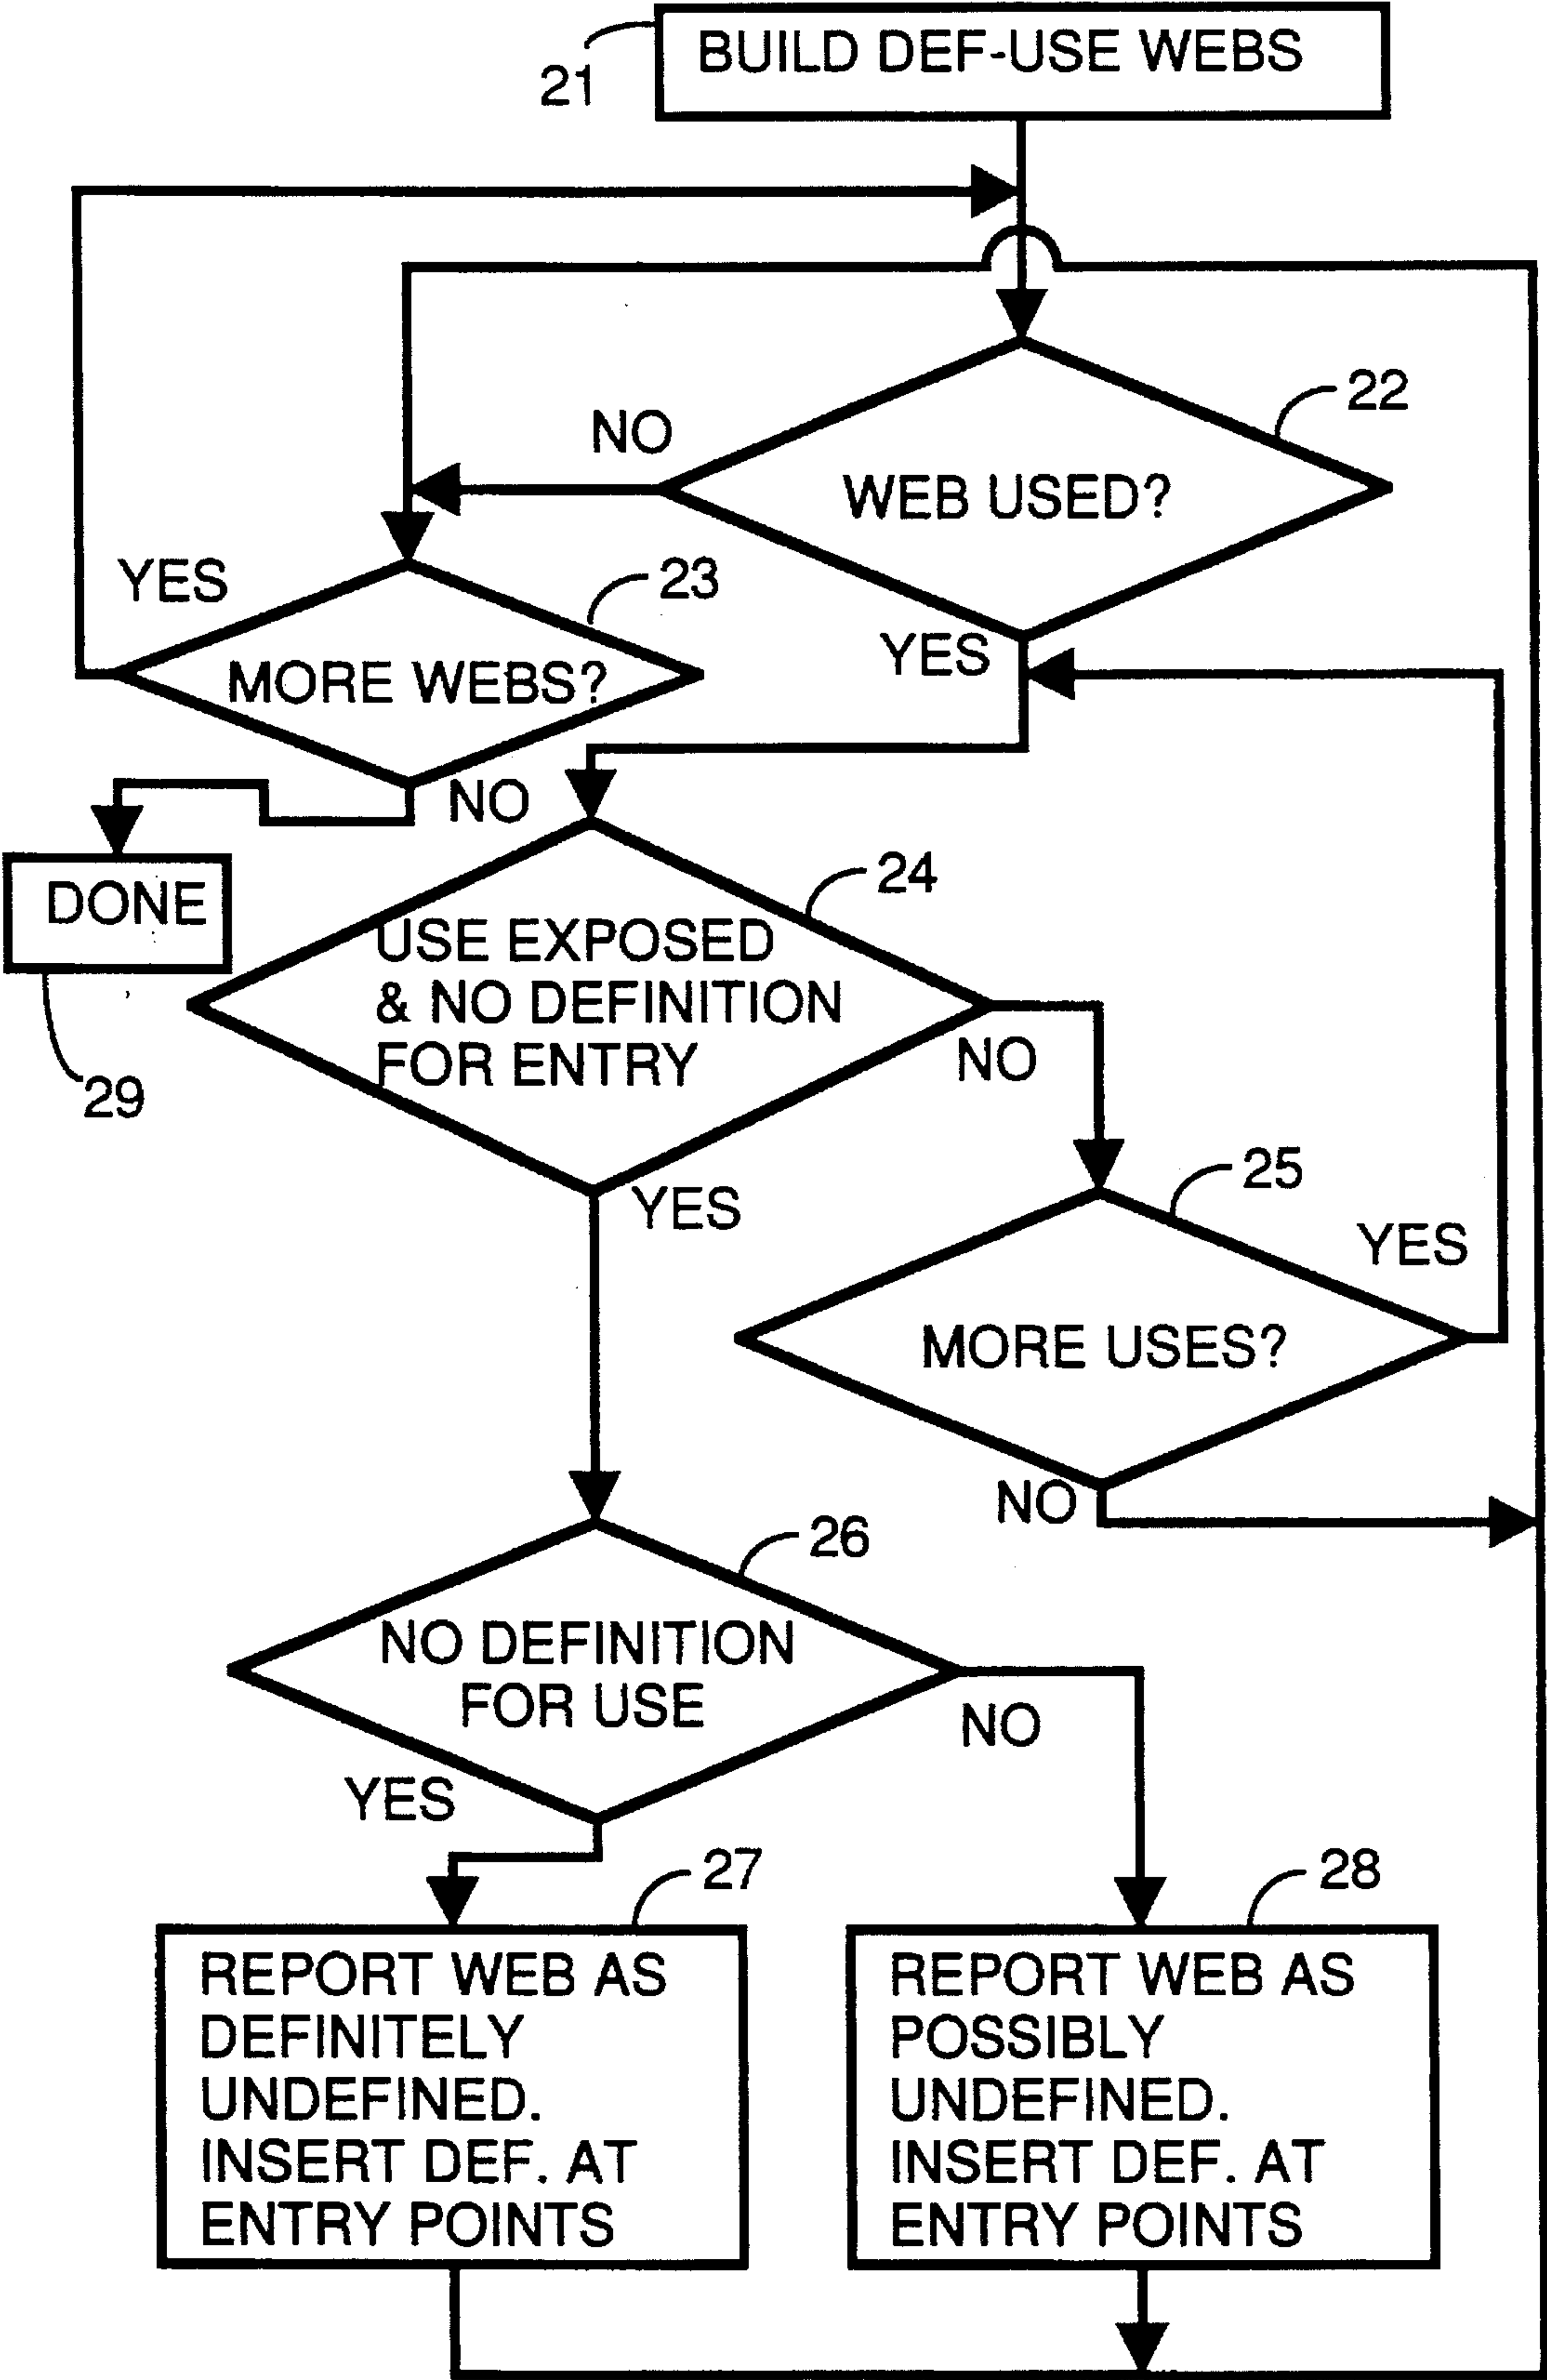 BUILD DEF-USE WEBS
21
22
NO
WEB USED?
YES
23
MORE WEBS?
YES
NO
DONE
29
24
USE EXPOSED
& NO DEFINITION
FOR ENTRY
NO
YES
25
YES
MORE USES?
NO
26
NO DEFINITION
FOR USE
NO
YES
27
REPORT WEB AS
DEFINITELY
UNDEFINED.
INSERT DEF. AT
ENTRY POINTS
28
REPORT WEB AS
POSSIBLY
UNDEFINED.
INSERT DEF. AT
ENTRY POINTS